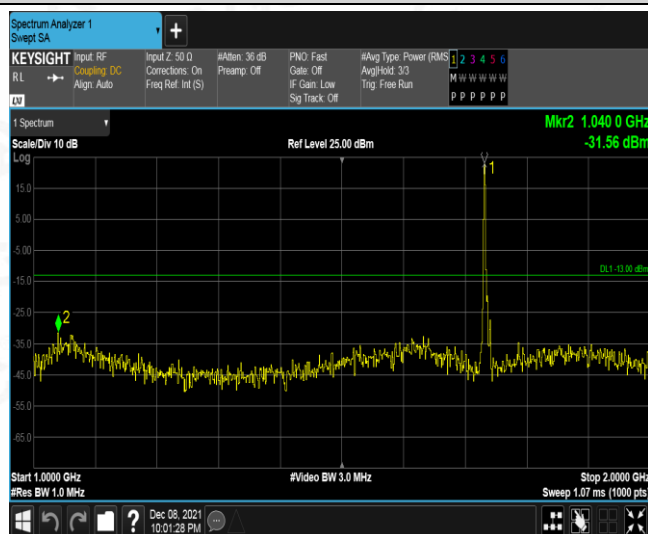 Spectrum Analyzer 1
Swept SA
KEYSIGHT Input: RF Input Z: 50 Ω #Atten: 36 dB PNO: Fast #Avg Type: Power (RMS 1 2 3 4 5 6
RL Coupling: DC Corrections: On Preamp: Off Gate: Off Avg|Hold: 3/3 M W W W W W
Align: Auto Freq Ref: Int (S) IF Gain: Low Trig: Free Run P P P P P P
LXI Sig Track: Off
1 Spectrum Mkr2 1.040 0 GHz
Scale/Div 10 dB Ref Level 25.00 dBm -31.56 dBm
Log
1
15.0
5.00
-5.00
DL1 -13.00 dBm
-15.0
-25.0
2
-35.0
-45.0
-55.0
-65.0
Start 1.0000 GHz #Video BW 3.0 MHz Stop 2.0000 GHz
#Res BW 1.0 MHz Sweep 1.07 ms (1000 pts)
? Dec 08, 2021
10:01:28 PM